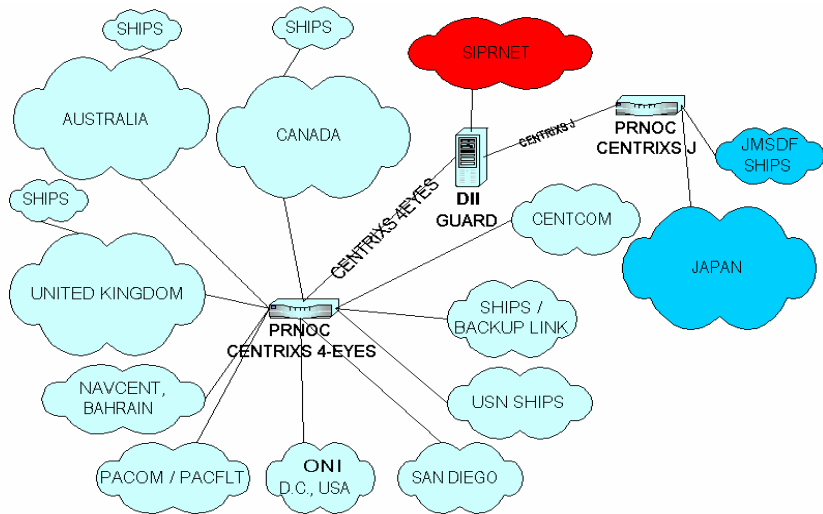 SHIPS
SHIPS
SIPRNET
AUSTRALIA
CANADA
CENTRIXS J
PRNOC
CENTRIXS J
JMSDF
SHIPS
DII
GUARD
SHIPS
CENTRIXS 4EYES
CENTCOM
JAPAN
UNITED KINGDOM
PRNOC
CENTRIXS 4-EYES
SHIPS /
BACKUP LINK
NAVCENT,
BAHRAIN
USN SHIPS
PACOM / PACFLT
ONI
D.C., USA
SAN DIEGO